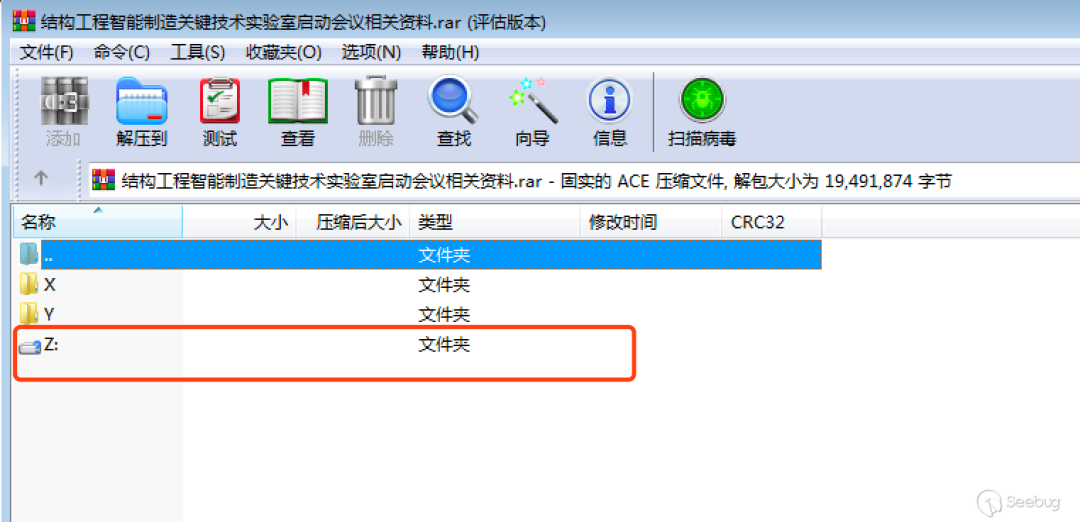 结构工程智能制造关键技术实验室启动会议相关资料.rar (评估版本)
文件(F) 命令(C) 工具(S) 收藏夹(O) 选项(N) 帮助(H)
添加 解压到 测试 查看 删除 查找 向导 信息 扫描病毒
结构工程智能制造关键技术实验室启动会议相关资料.rar - 固实的 ACE 压缩文件, 解包大小为 19,491,874 字节
名称 大小 压缩后大小 类型 修改时间 CRC32
.. 文件夹
X 文件夹
Y 文件夹
Z: 文件夹
Seebug